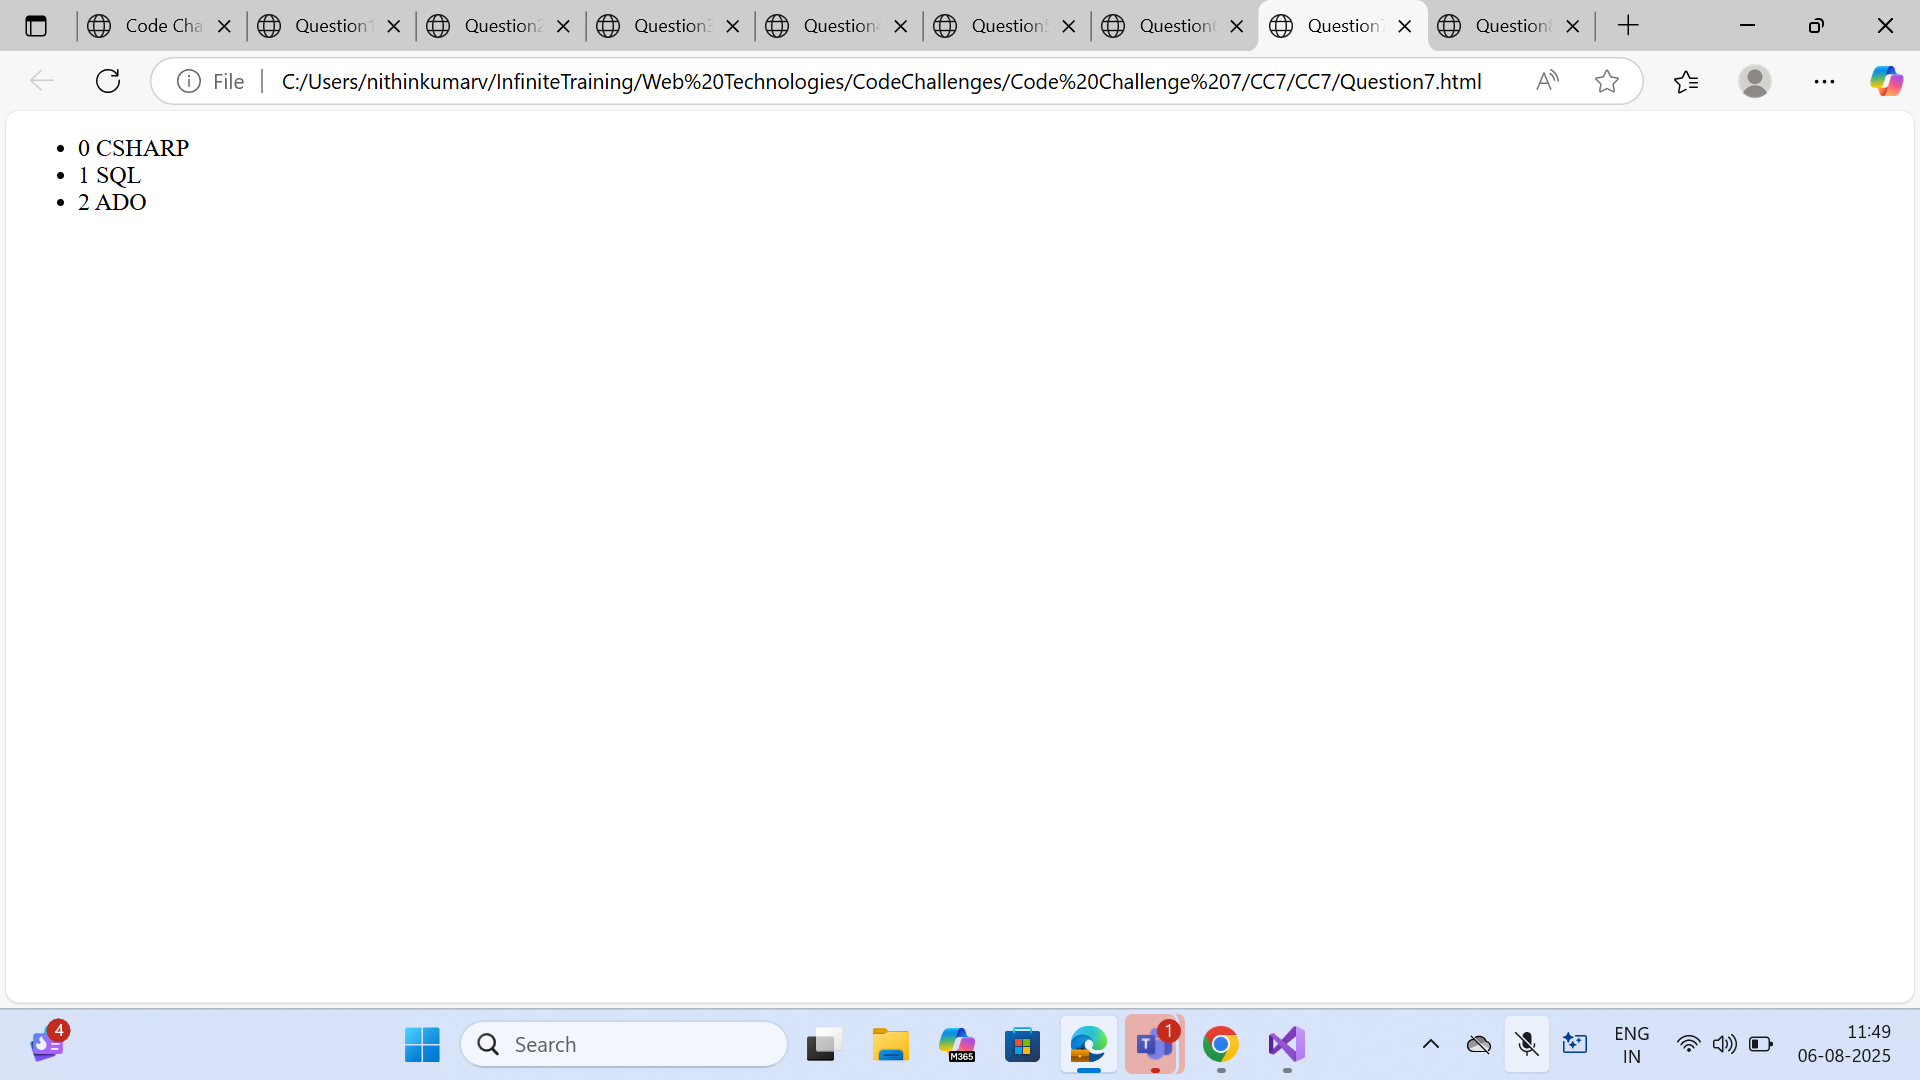 Code Cha
Question1
Question2
Question3
Question4
Question5
Question6
Question7
Question8
File
C:/Users/nithinkumarv/InfiniteTraining/Web%20Technologies/CodeChallenges/Code%20Challenge%207/CC7/CC7/Question7.html
• 0 CSHARP
• 1 SQL
• 2 ADO
4
Search
M365
T
1
ENG
IN
11:49
06-08-2025